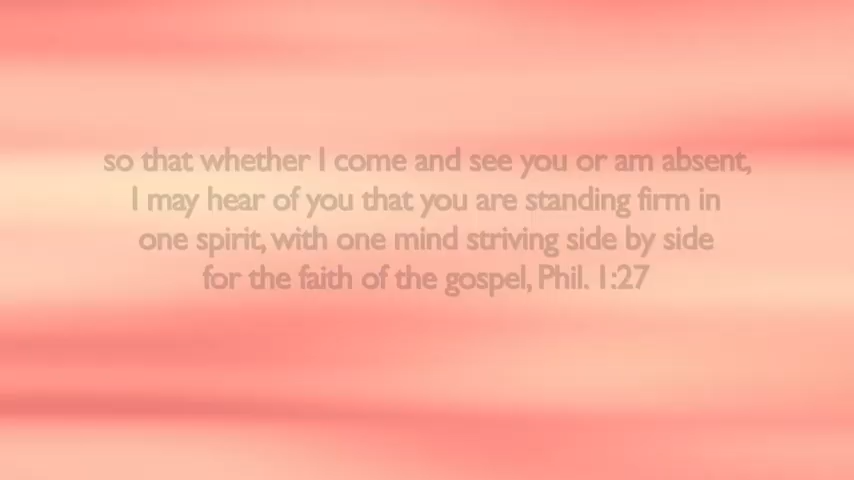 so that whether I come and see you or am absent,
I may hear of you that you are standing firm in
one spirit, with one mind striving side by side
for the faith of the gospel, Phil. 1:27